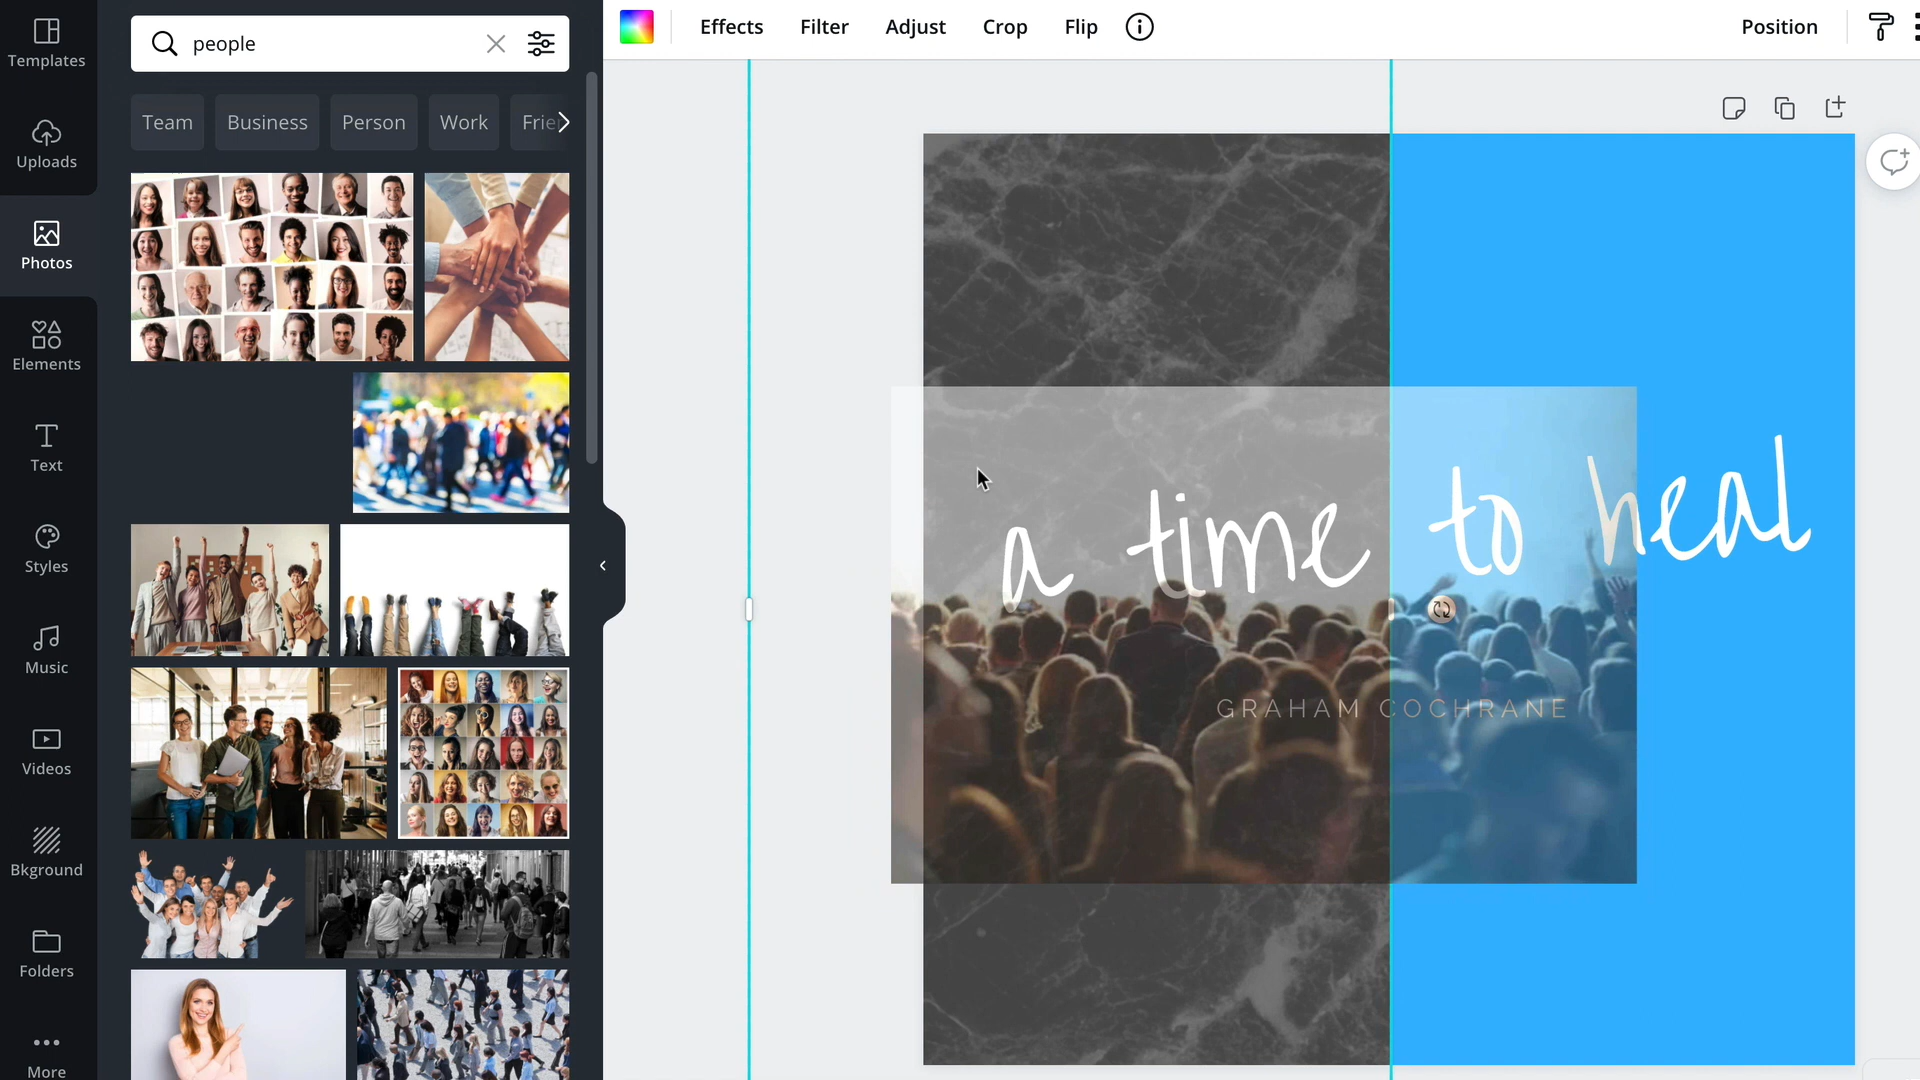 Templates
Uploads
Photos
Elements
Text
Styles
Music
Videos
Bkground
Folders
More
people
Team Business Person Work Frie
Effects Filter Adjust Crop Flip
Position
a time to heal
GRAHAM COCHRANE